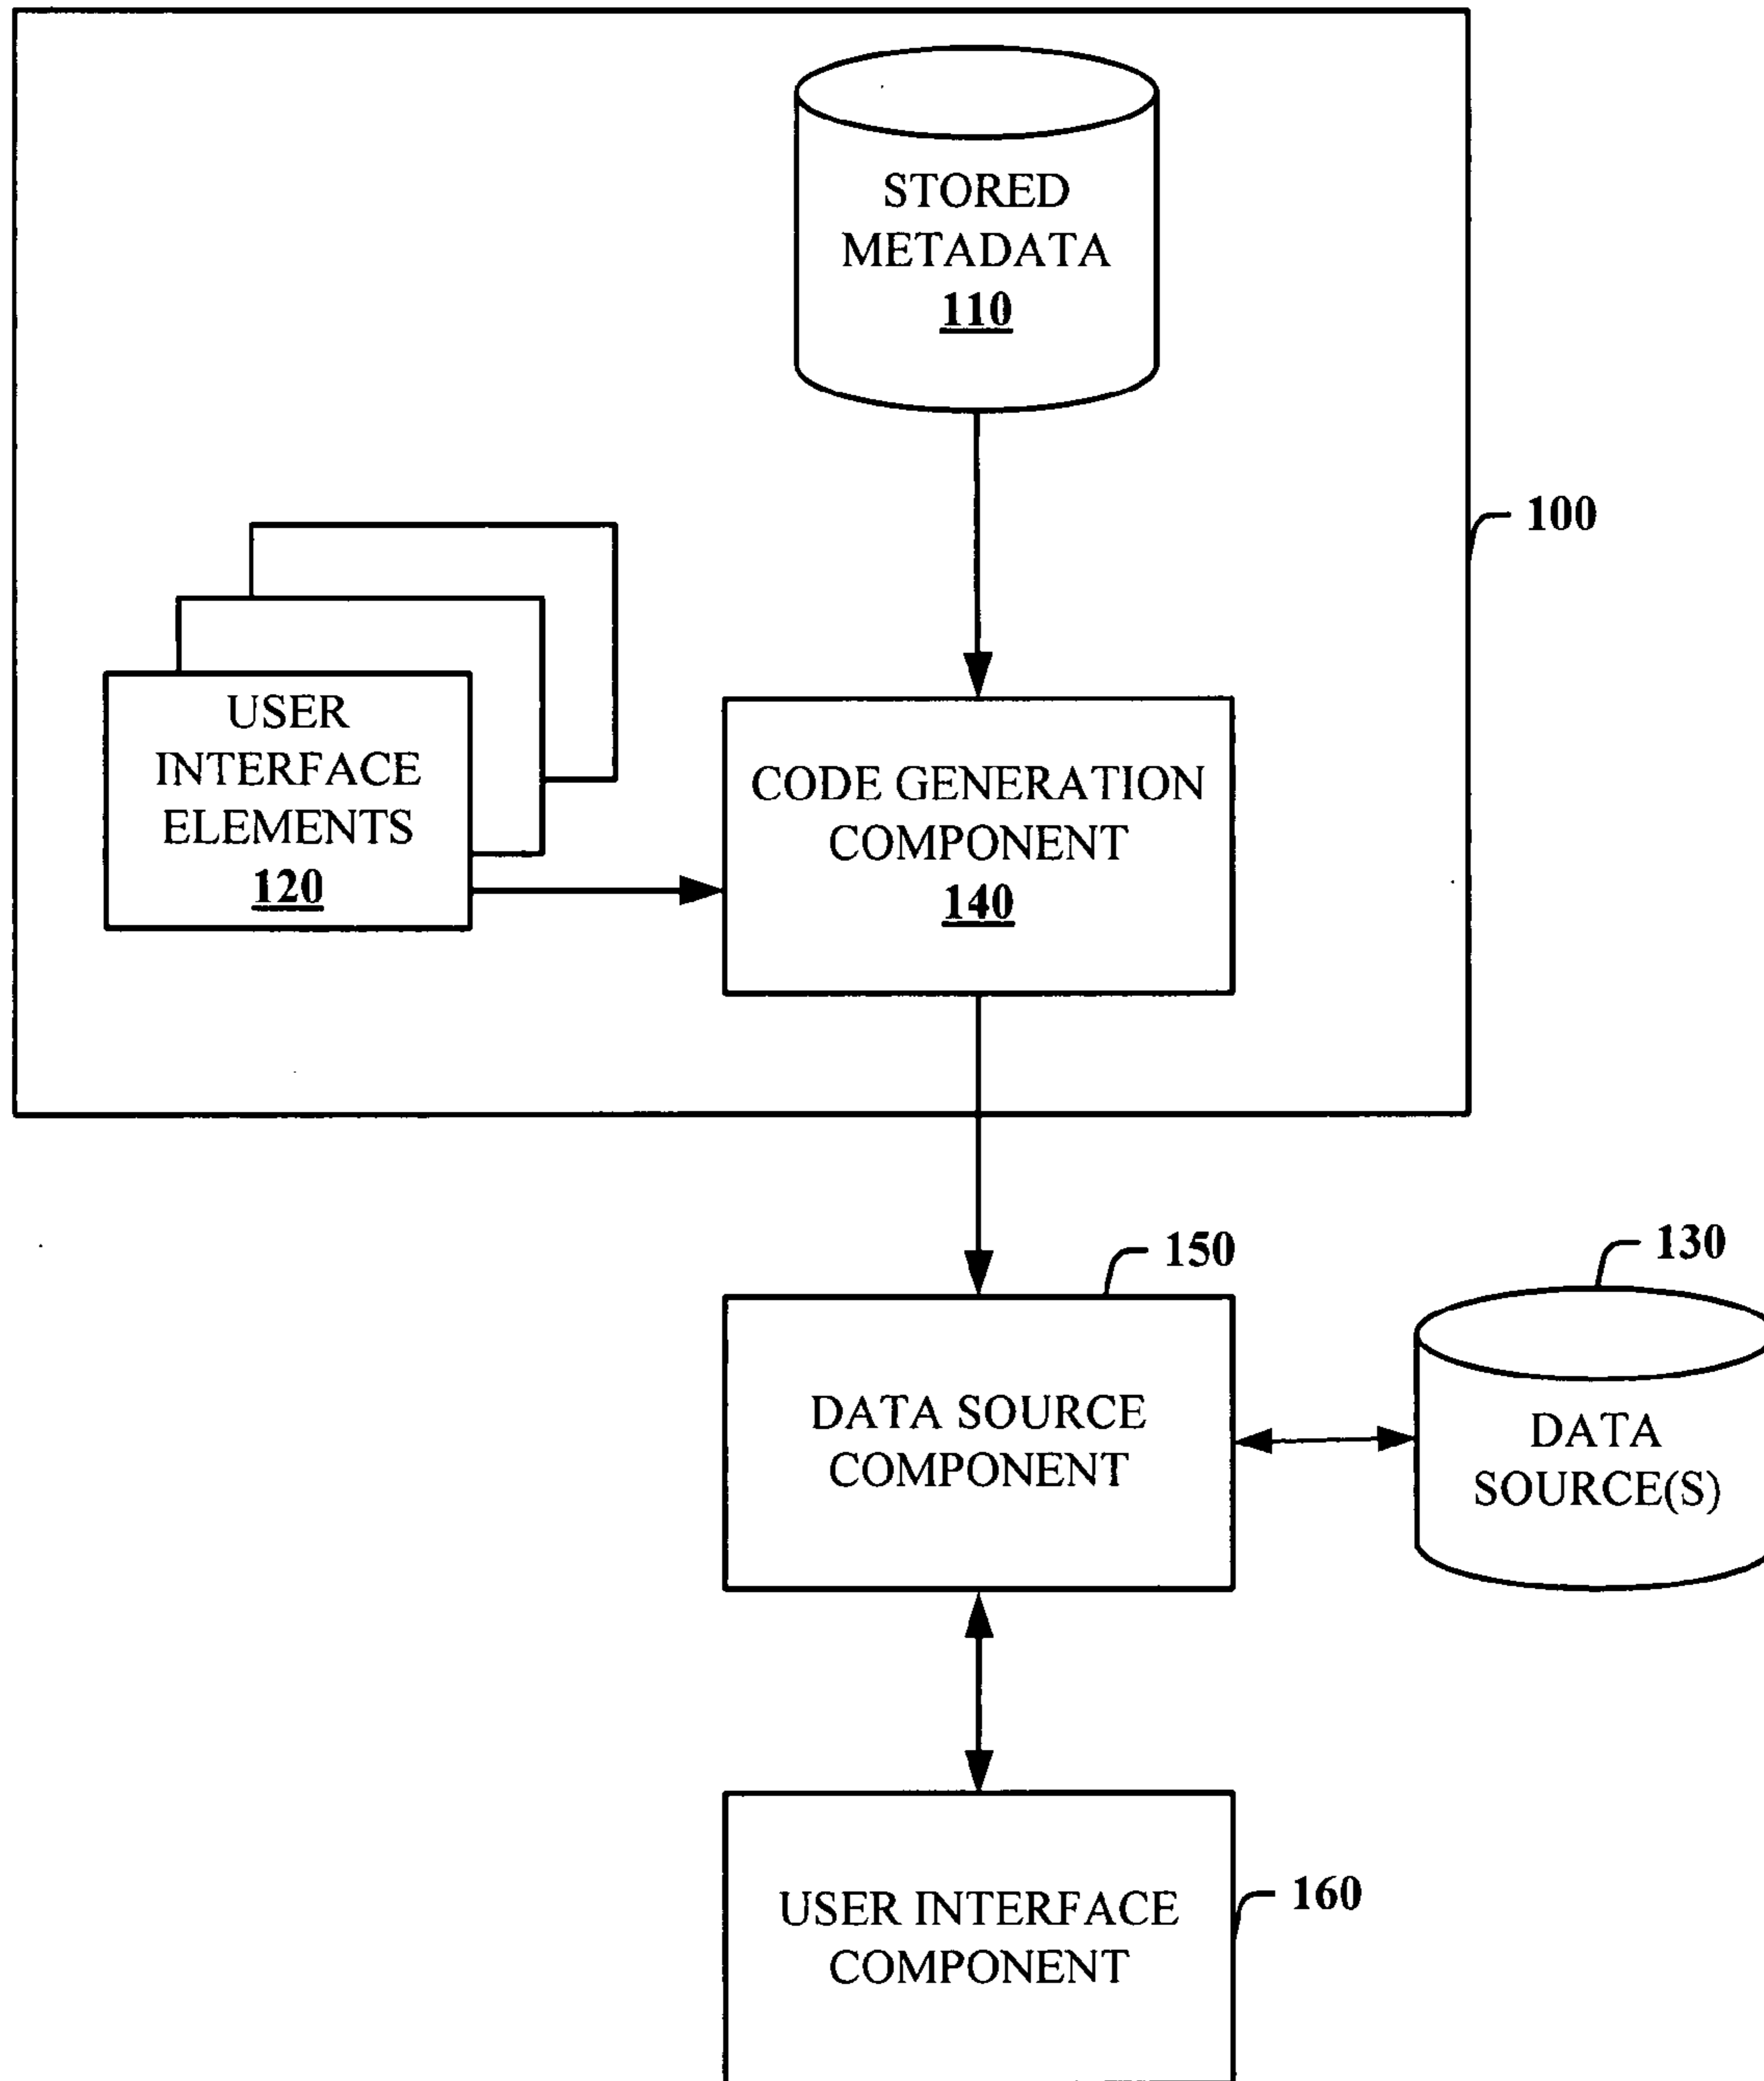 STORED
METADATA
110
100
USER
INTERFACE
ELEMENTS
120
CODE GENERATION
COMPONENT
140
150
130
DATA SOURCE
COMPONENT
DATA
SOURCE(S)
USER INTERFACE
COMPONENT
160